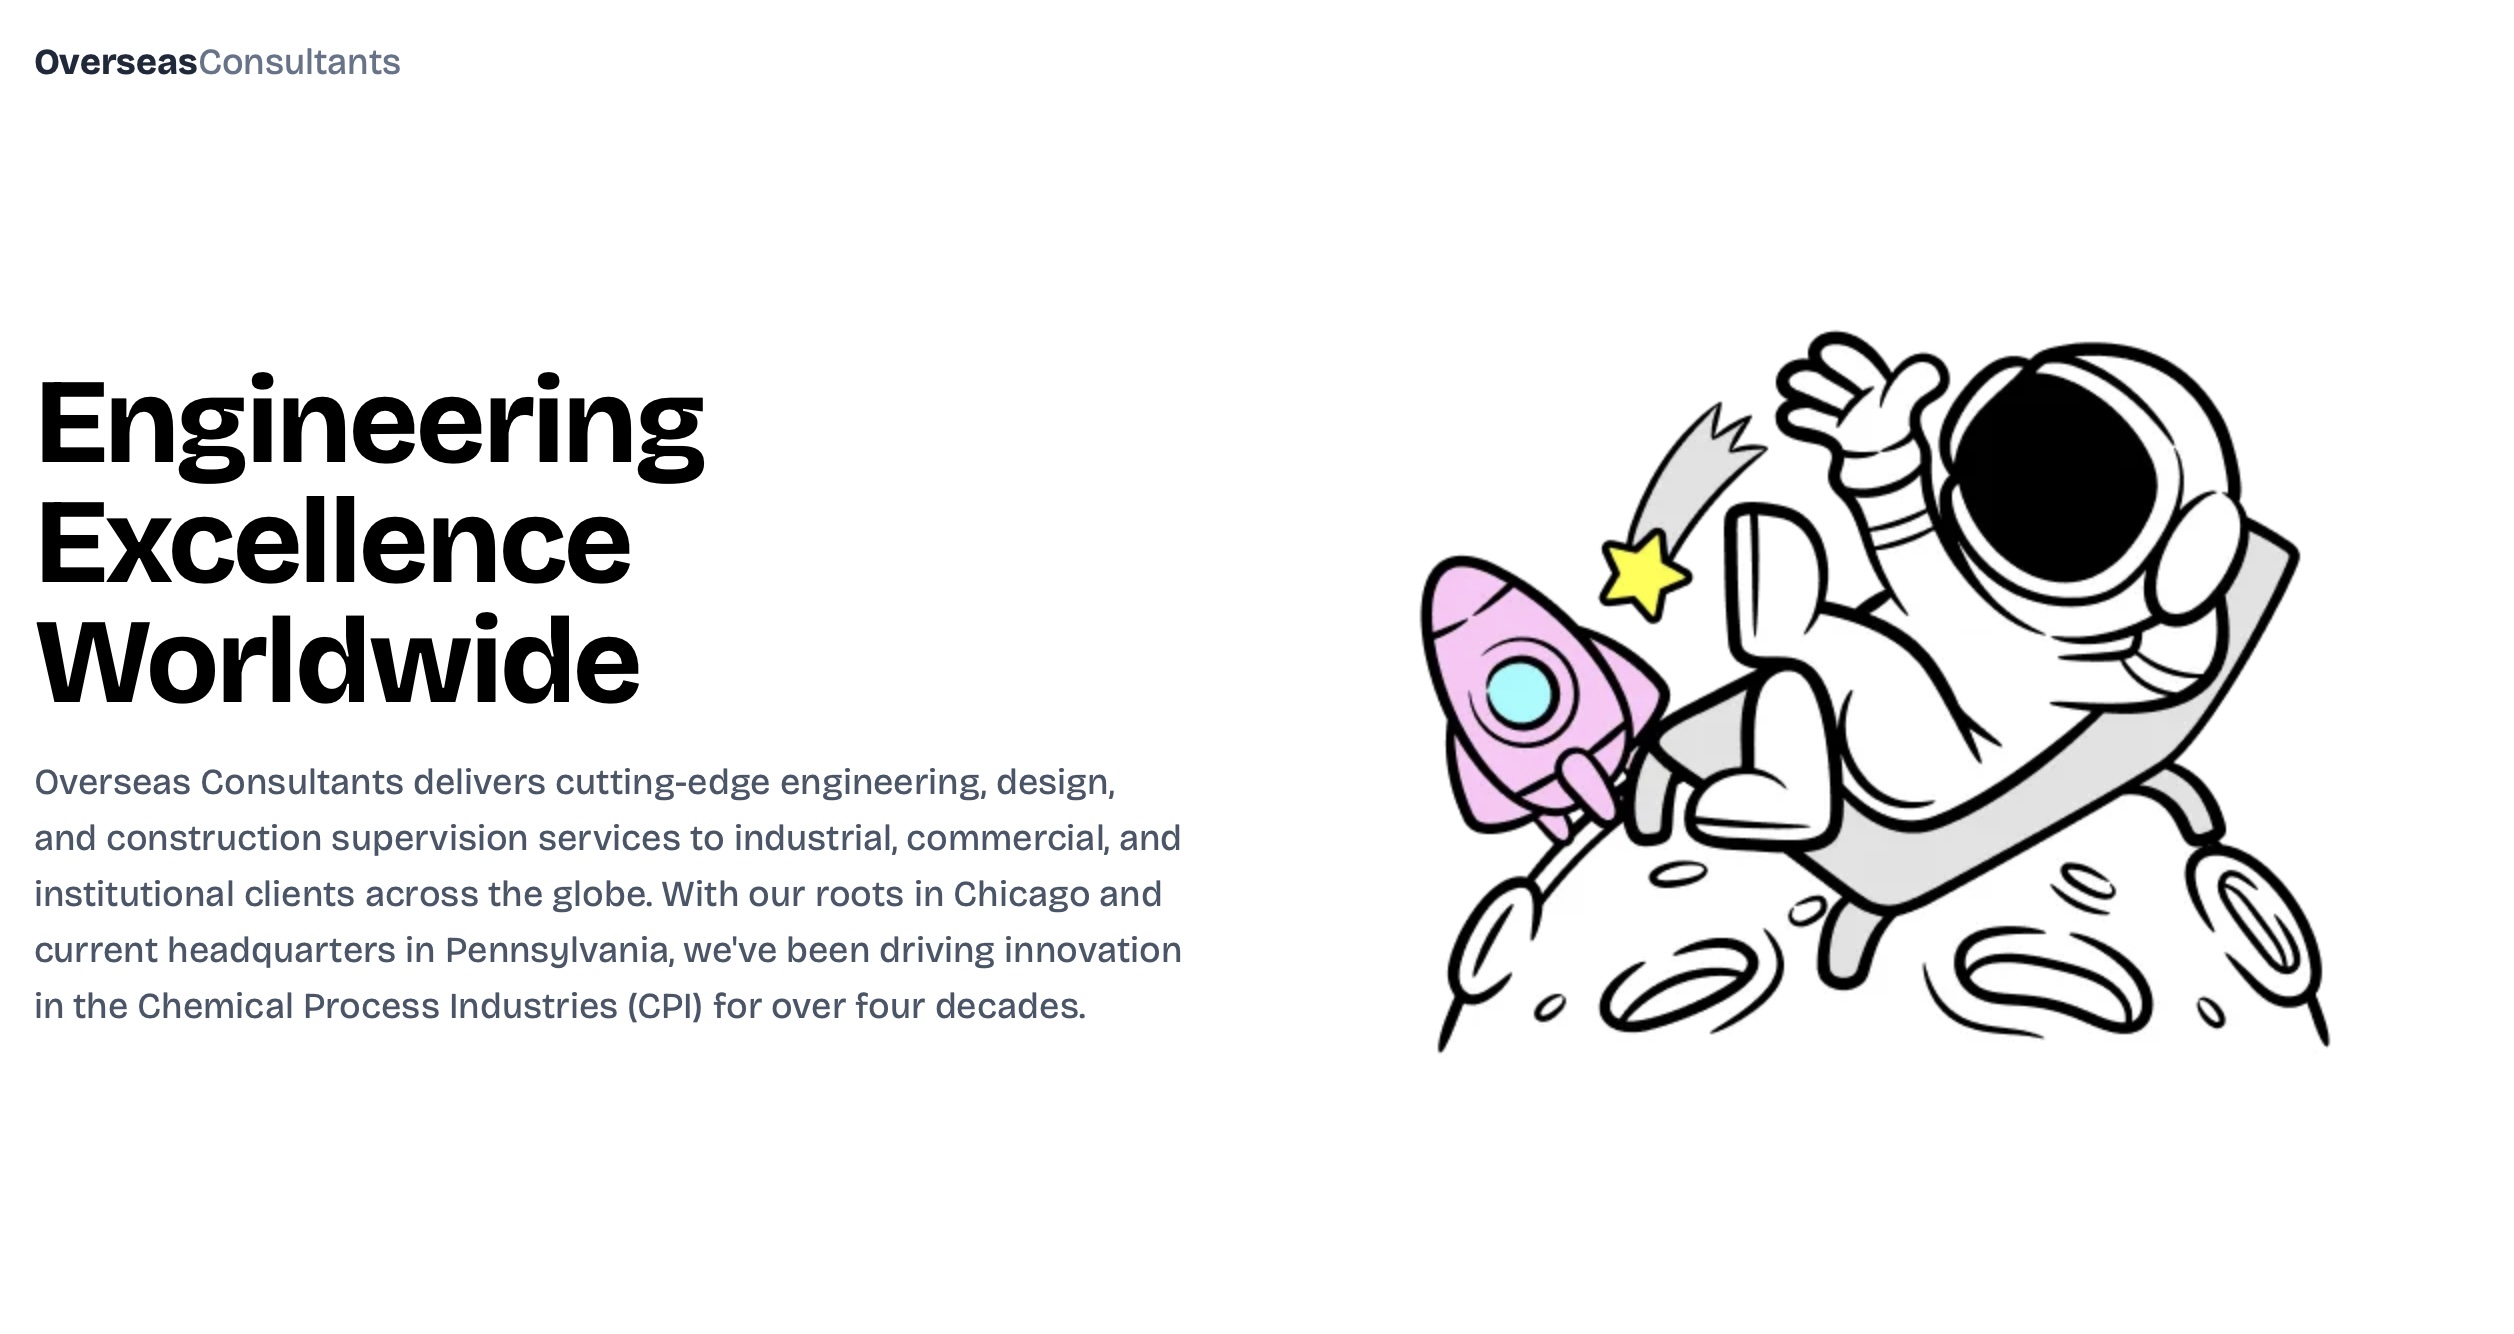 OverseasConsultants
Engineering
Excellence
Worldwide
Overseas Consultants delivers cutting-edge engineering, design,
and construction supervision services to industrial, commercial, and
institutional clients across the globe. With our roots in Chicago and
current headquarters in Pennsylvania, we've been driving innovation
in the Chemical Process Industries (CPI) for over four decades.